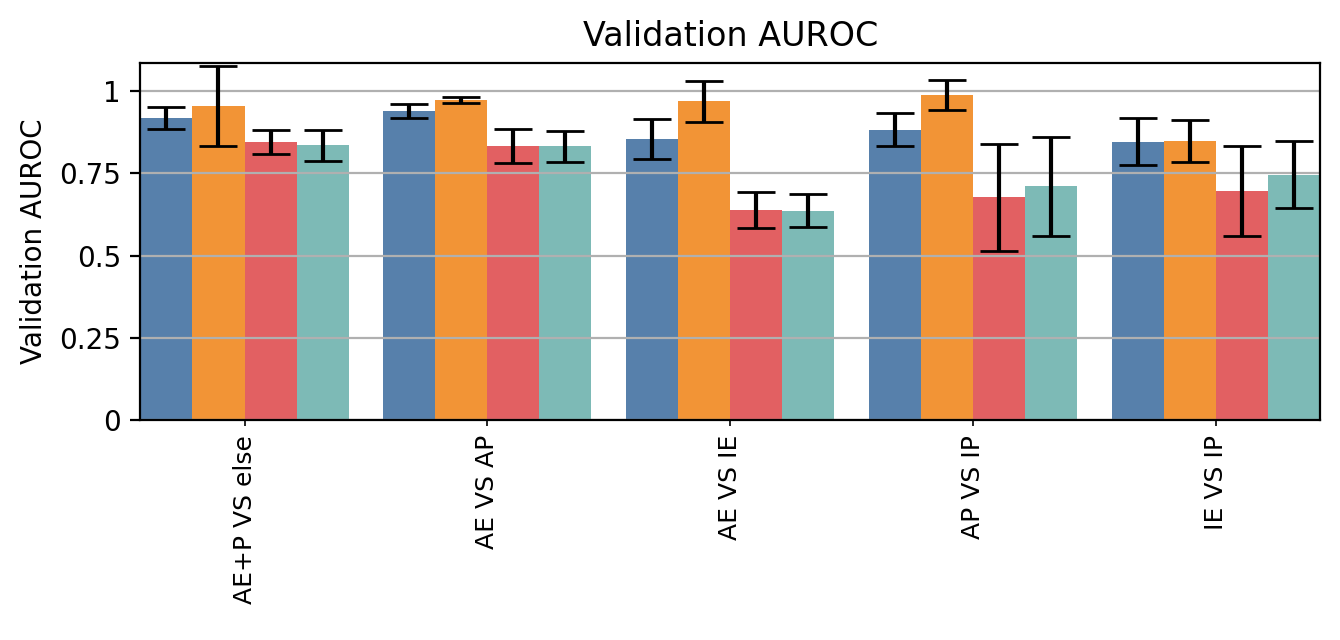 Validation AUROC
Validation AUROC
1
0.75
0.5
0.25
0
AE+P VS else
AE VS AP
AE VS IE
AP VS IP
IE VS IP